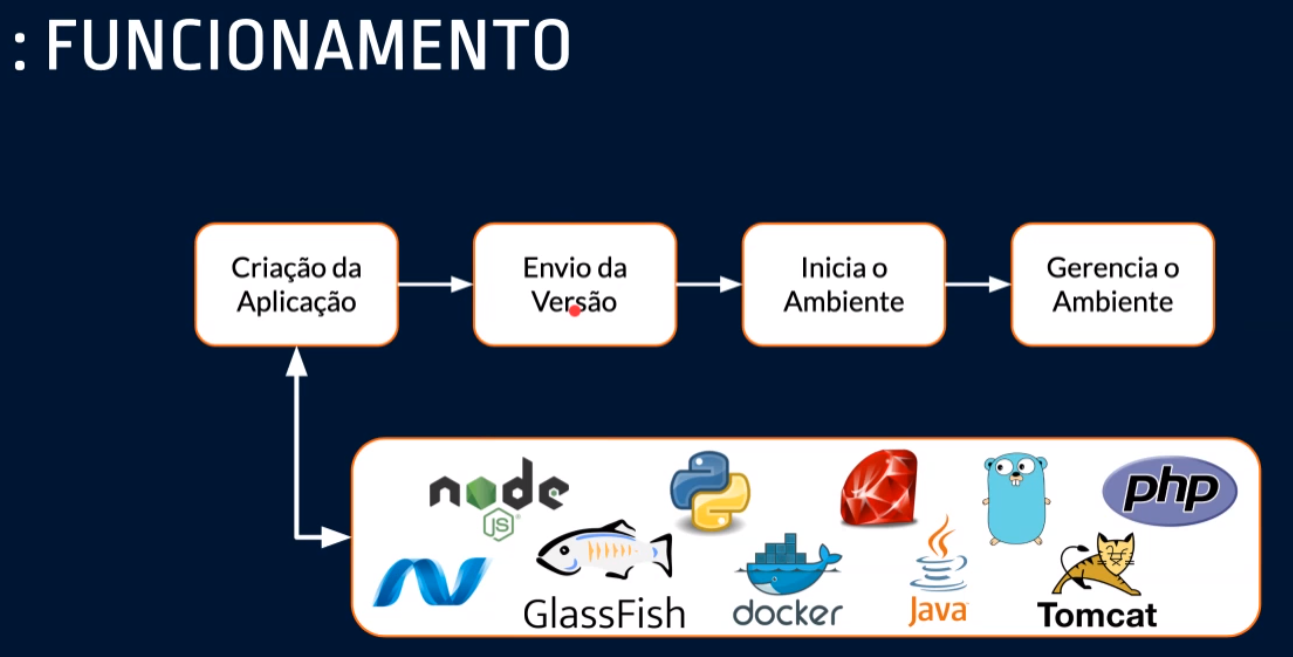 : FUNCIONAMENTO
Criação da
Aplicação
Envio da
Versão
Inicia o
Ambiente
Gerencia o
Ambiente
node
JS
php
GlassFish
docker
Java
Tomcat